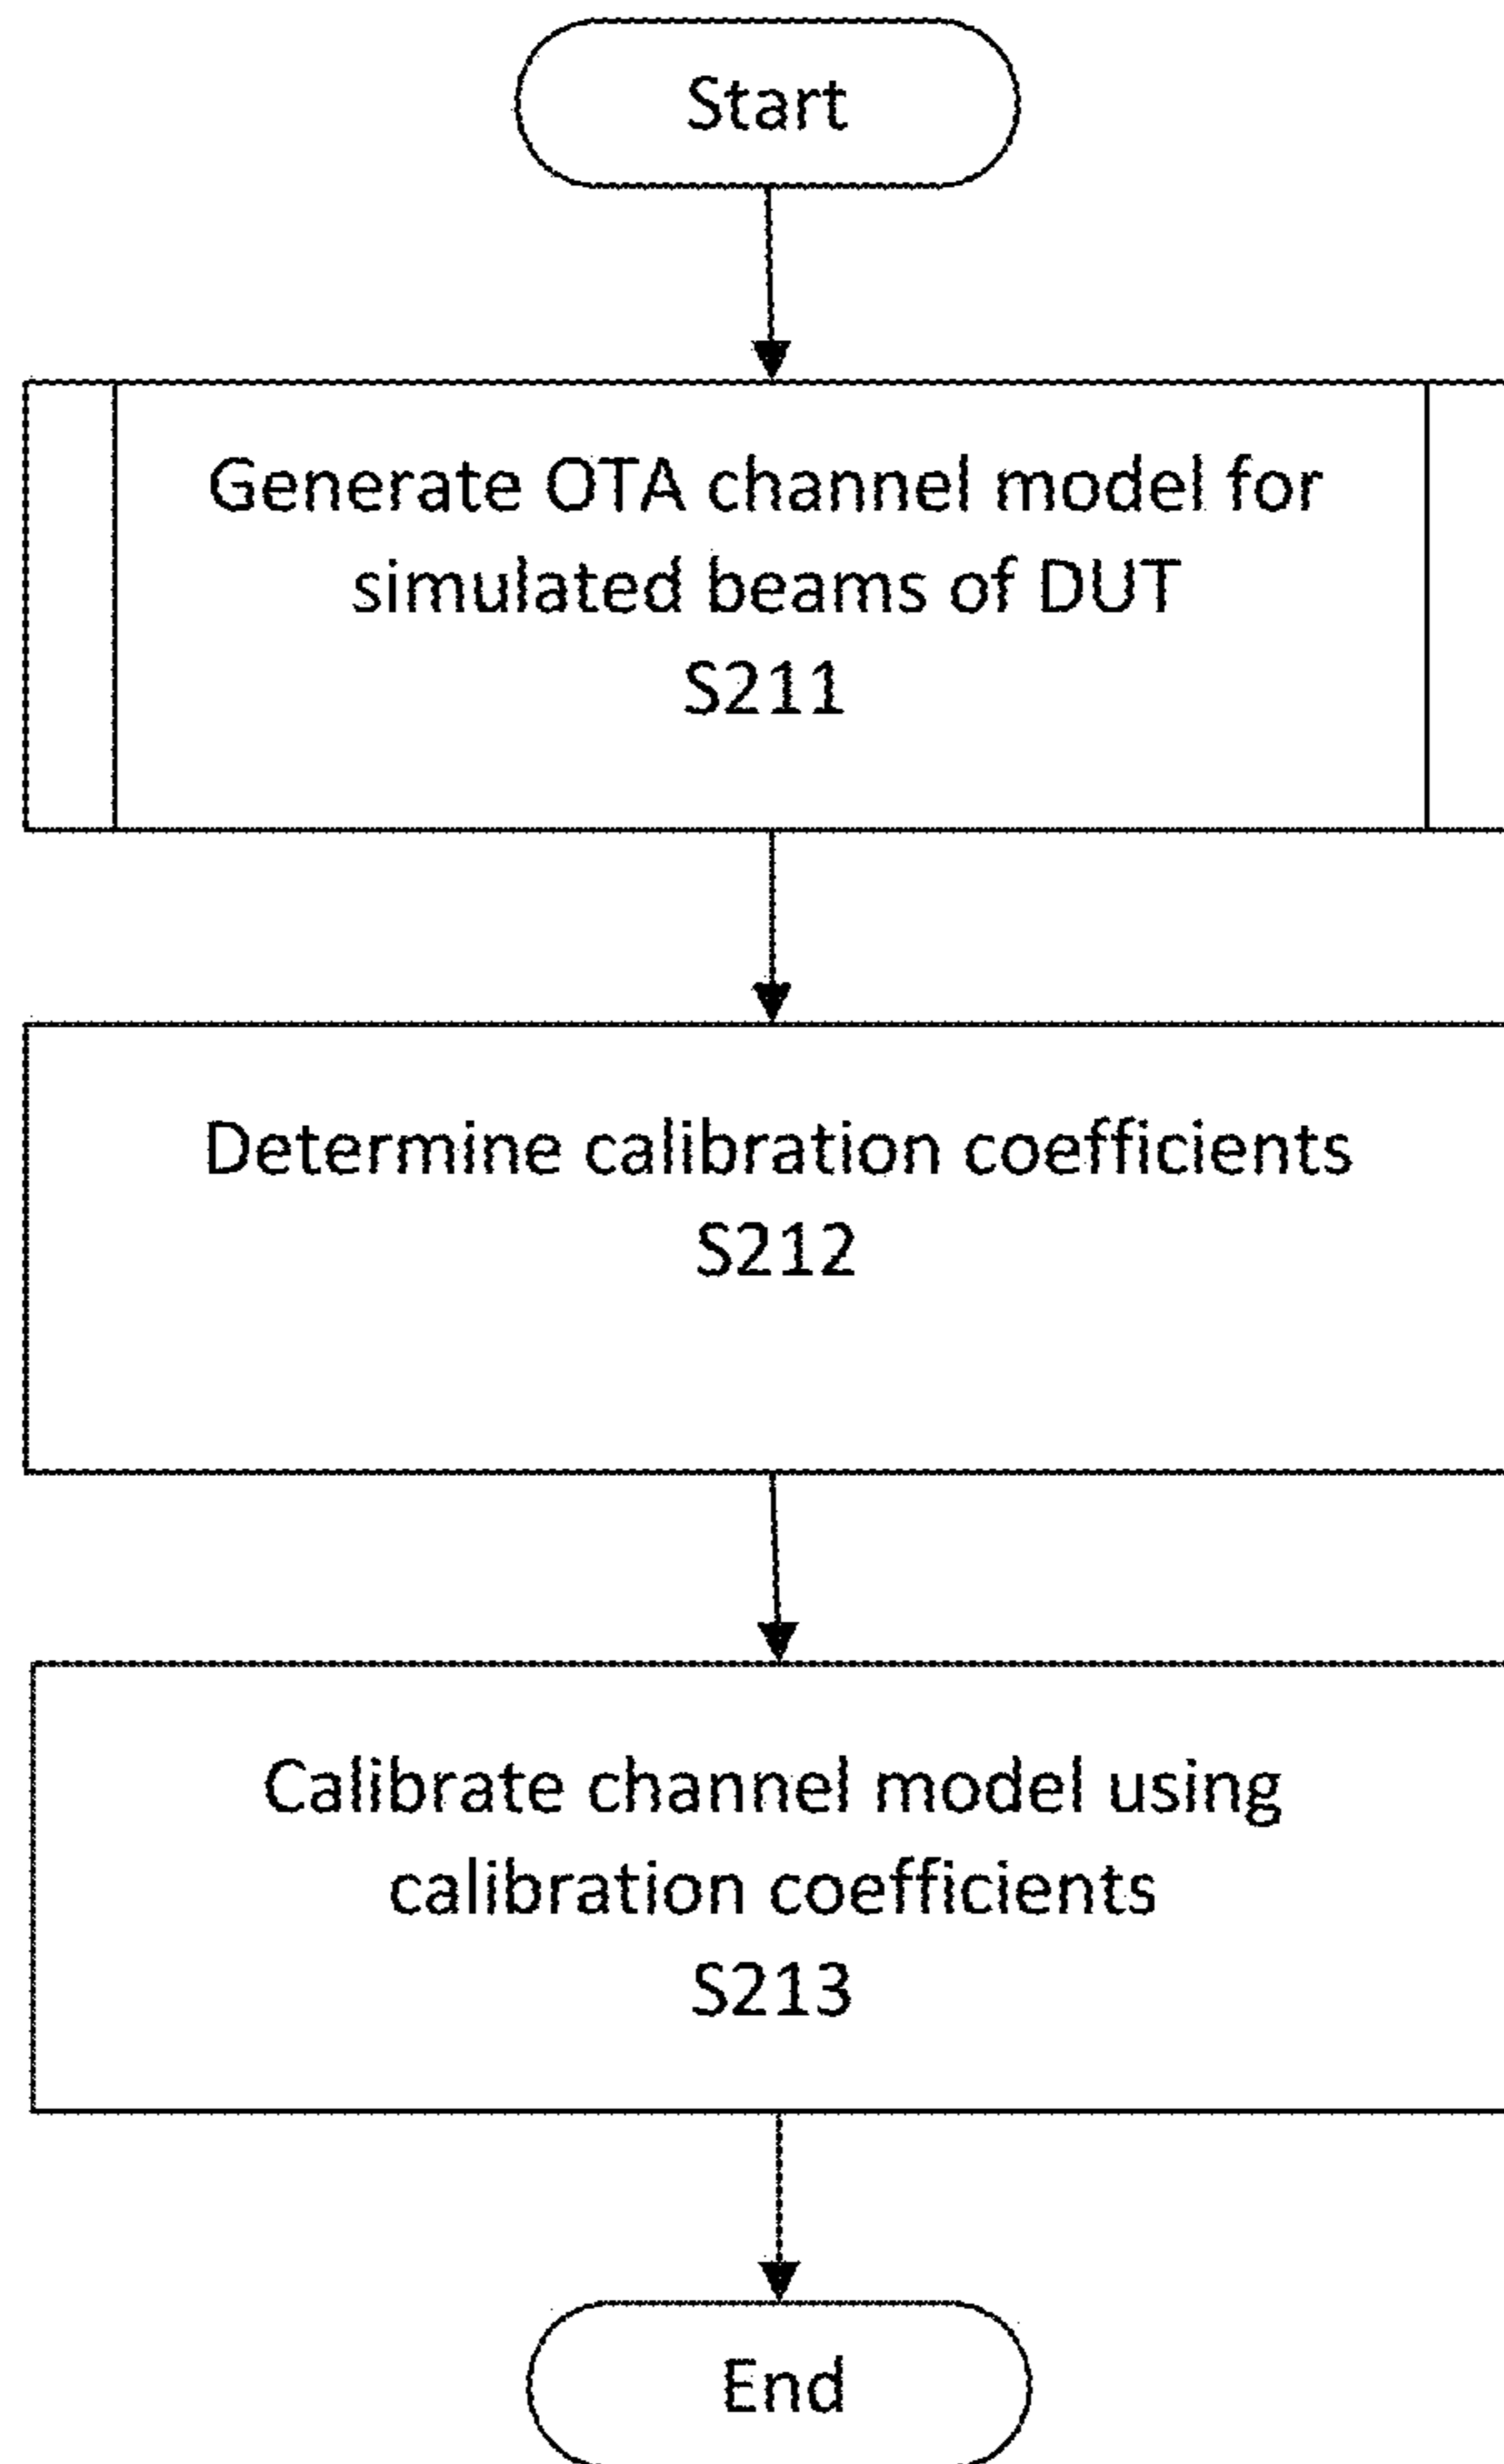 Start
Generate OTA channel model for
simulated beams of DUT
S211
Determine calibration coefficients
S212
Calibrate channel model using
calibration coefficients
S213
End